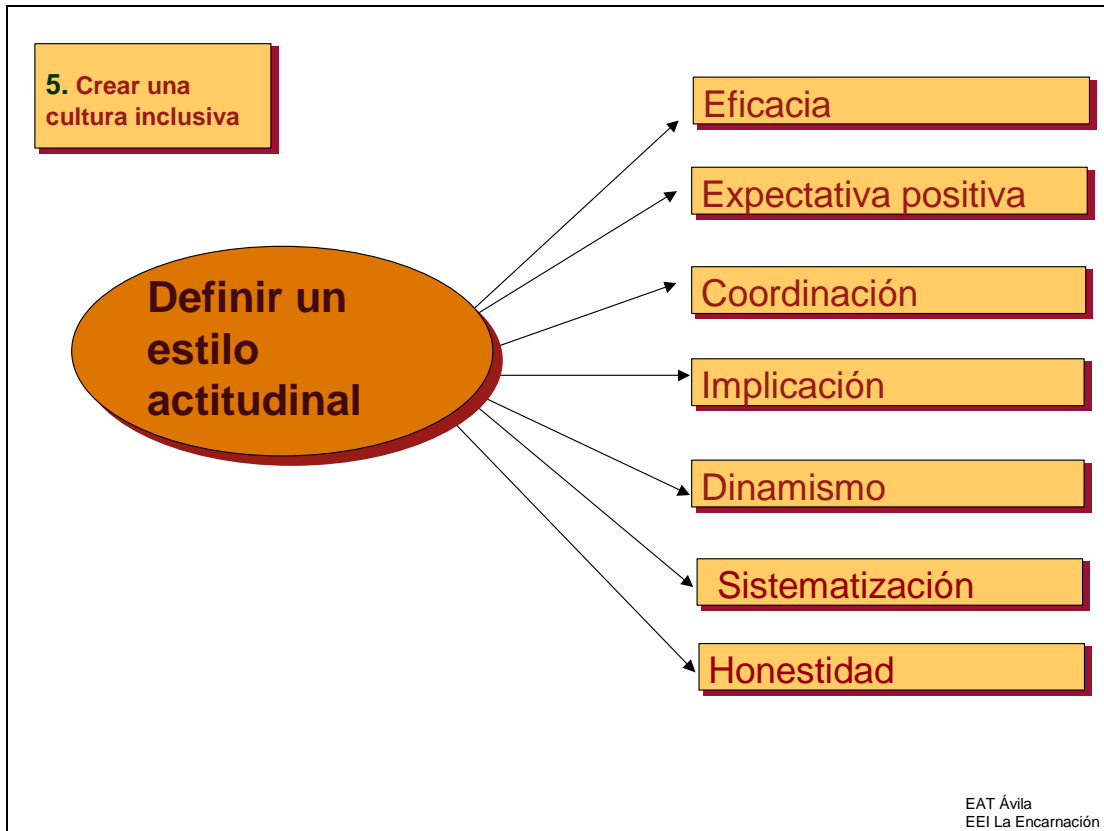 5. Crear una
cultura inclusiva
Definir un
estilo
actitudinal
Eficacia
Expectativa positiva
Coordinación
Implicación
Dinamismo
Sistematización
Honestidad
EAT Ávila
EEI La Encarnación